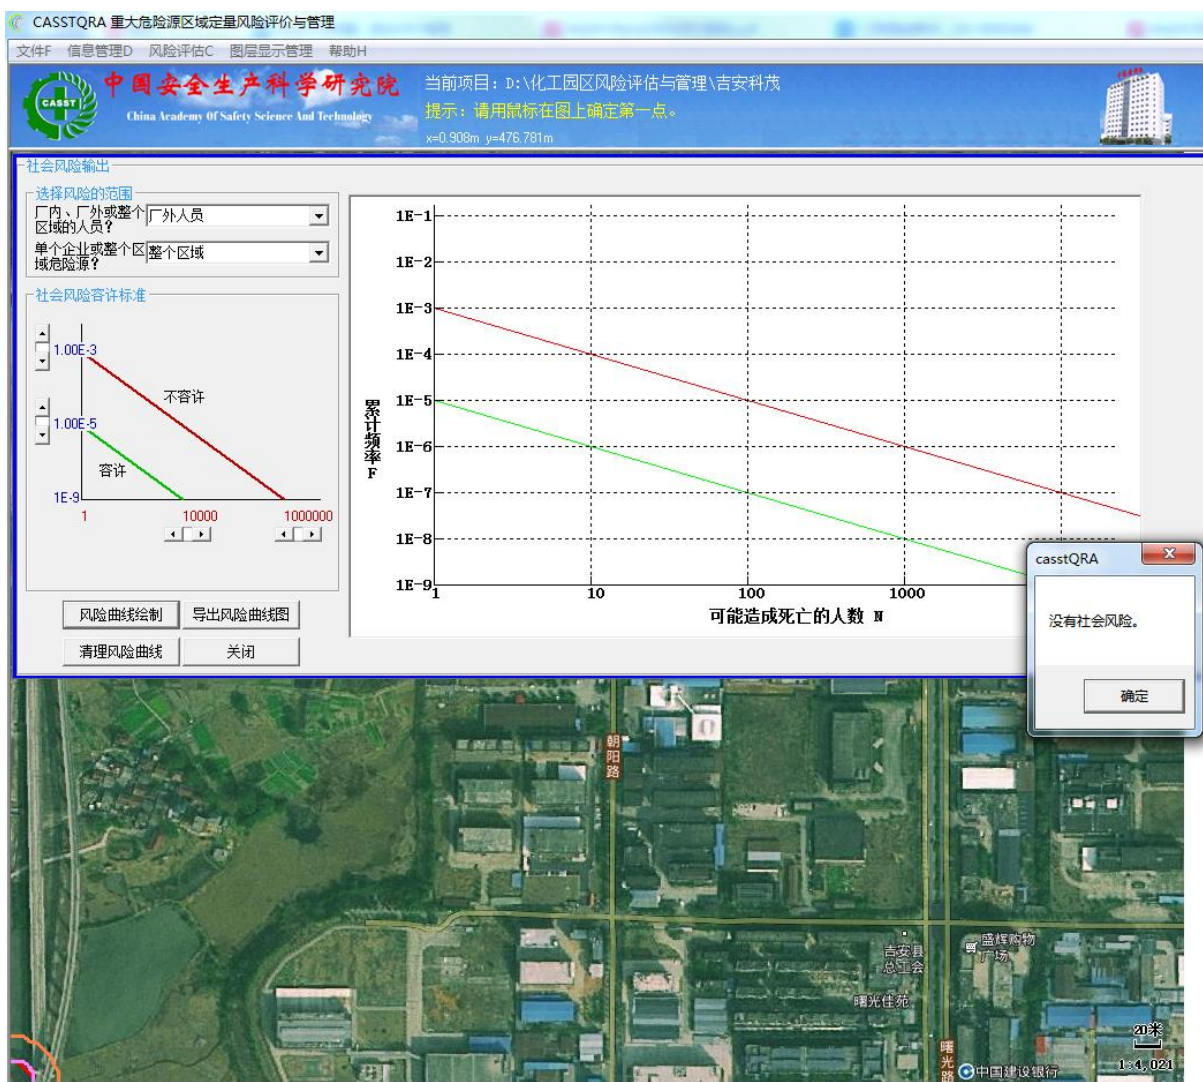 CASSTQRA 重大危险源区域定量风险评价与管理
文件F 信息管理D 风险评估C 图层显示管理 帮助H
CASST
中国安全生产科学研究院
China Academy Of Safety Science And Technology
当前项目：D:\化工园区风险评估与管理\吉安科茂
提示：请用鼠标在图上确定第一点。
x=0.908m y=476.781m
社会风险输出
选择风险的范围
厂内、厂外或整个
区域的人员?
厂外人员
单个企业或整个区
域危险源?
整个区域
社会风险容许标准
1.00E-3
不容许
1.00E-5
容许
1E-9
1
10000
1000000
风险曲线绘制
导出风险曲线图
清理风险曲线
关闭
1E-1
1E-2
1E-3
1E-4
1E-5
1E-6
1E-7
1E-8
1E-9
累计频率F
1
10
100
1000
可能造成死亡的人数 N
casstQRA
没有社会风险。
确定
朝阳路
吉安县
总工会
盛辉购物
广场
曙光佳苑
曙光路
中国建设银行
20米
1:4,021